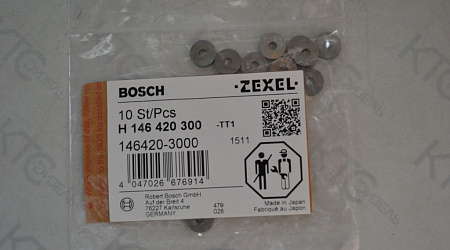 BOSCH
ZEXEL
10 St/Pcs
H 146 420 300 -TT1
146420-3000
1511
4 047026 676914
Robert Bosch GmbH
Auf der Breit 4
76227 Karlsruhe
GERMANY
479
026
Made in Japan
Fabriqué au Japon